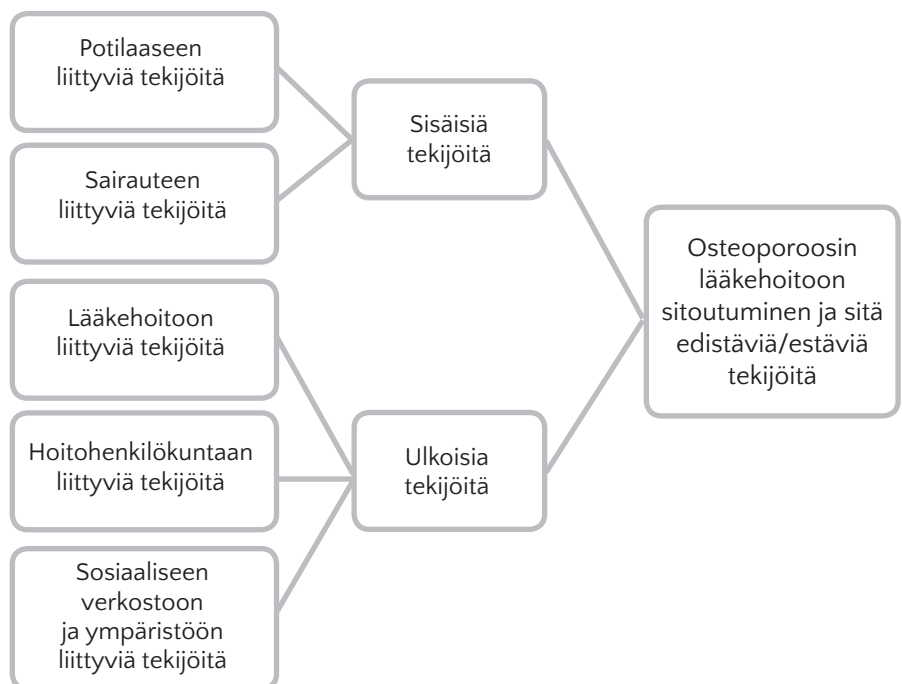 Potilaaseen
liittyviä tekijöitä
Sairauteen
liittyviä tekijöitä
Lääkehoitoon
liittyviä tekijöitä
Hoitohenkilökuntaan
liittyviä tekijöitä
Sosiaaliseen
verkostoon
ja ympäristöön
liittyviä tekijöitä
Sisäisiä
tekijöitä
Ulkoisia
tekijöitä
Osteoporoosin
lääkehoitoon
sitoutuminen ja sitä
edistäviä/estäviä
tekijöitä